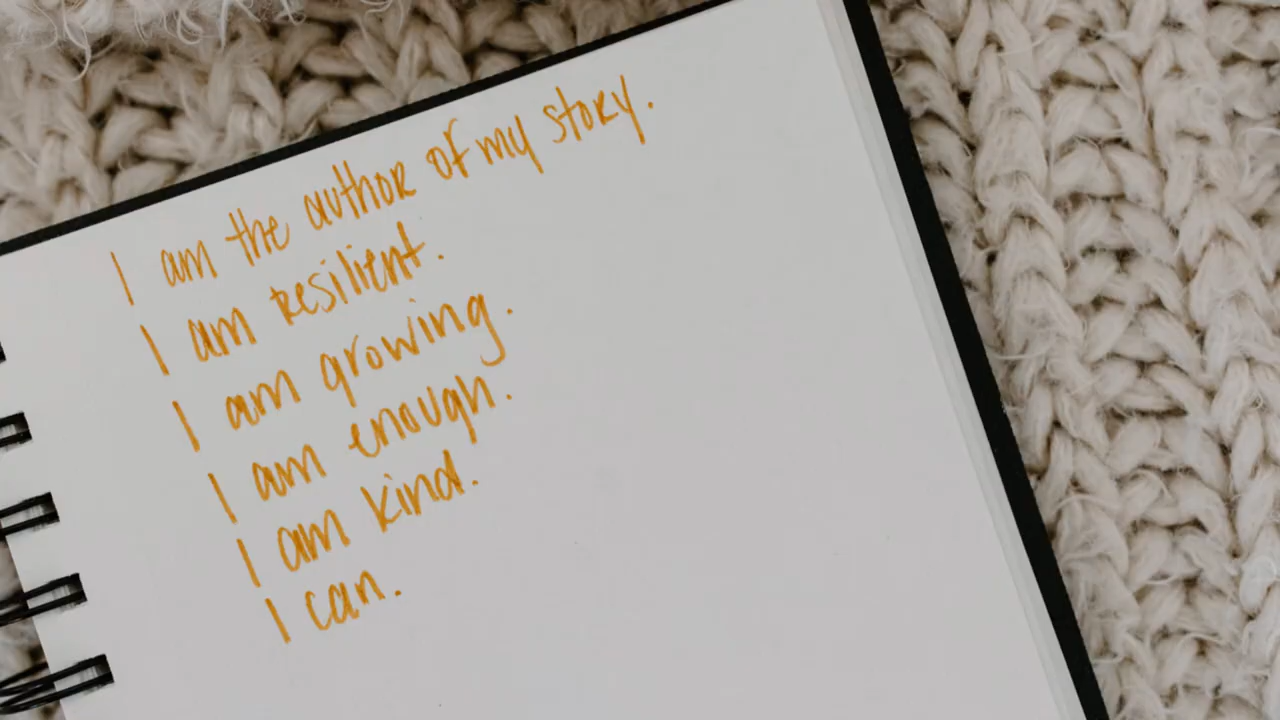 I am the author of my story.
I am resilient.
I am growing.
I am enough.
I am kind.
I can.